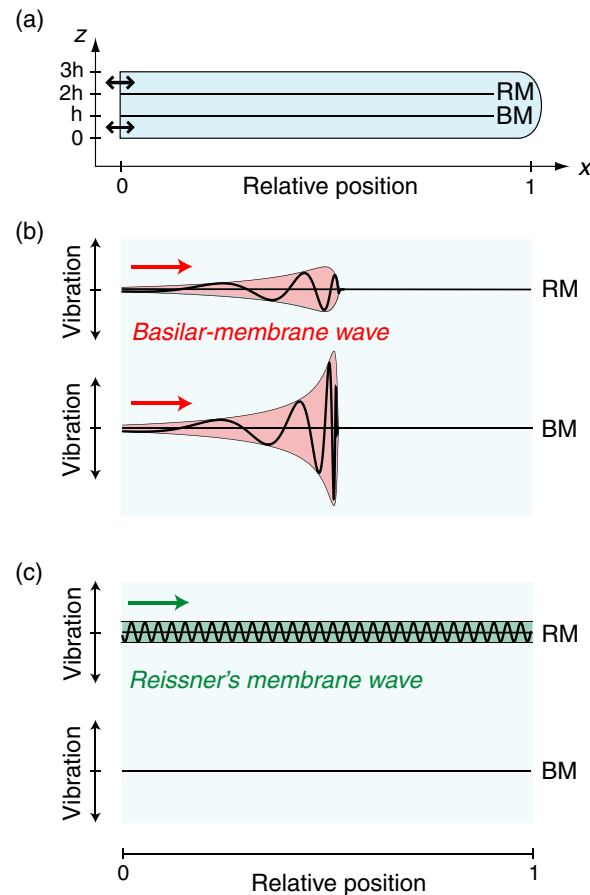 (a)
z
3h
2h
h
0
RM
BM
0
Relative position
1
x
(b)
Vibration
RM
Basilar-membrane wave
Vibration
BM
(c)
Vibration
RM
Reissner's membrane wave
Vibration
BM
0
Relative position
1